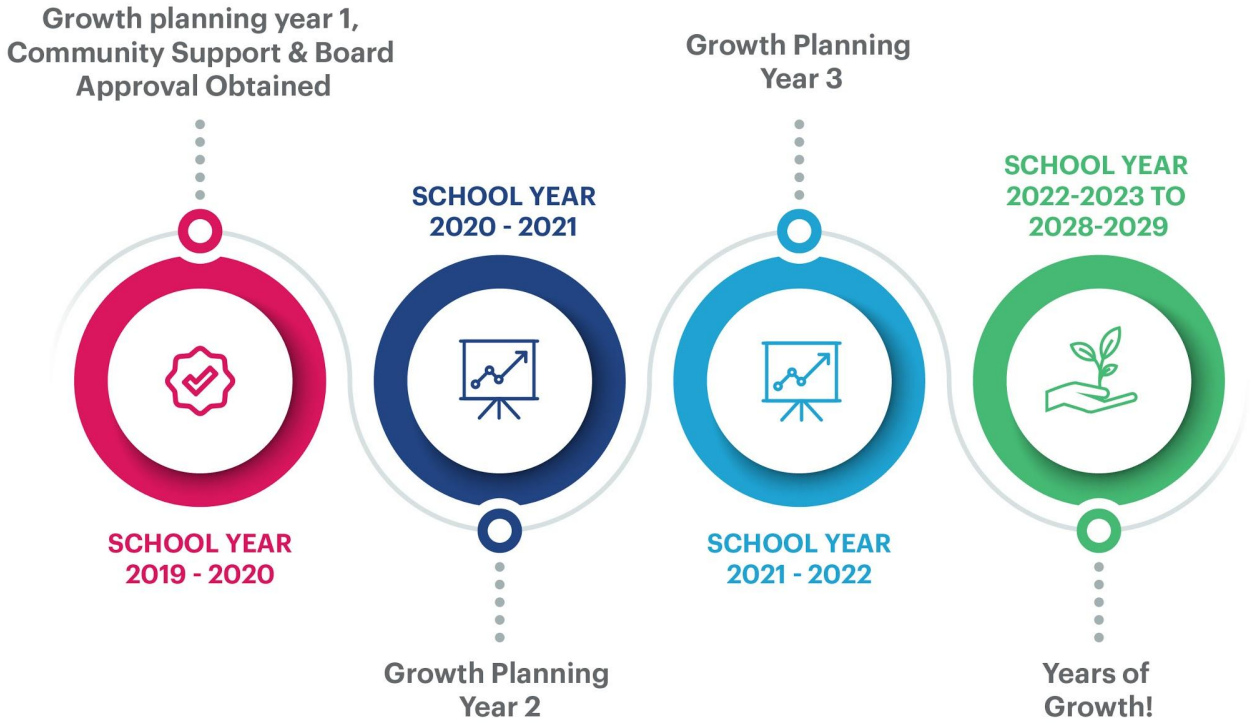 Growth planning year 1,
Community Support & Board
Approval Obtained
SCHOOL YEAR
2019 - 2020
SCHOOL YEAR
2020 - 2021
Growth Planning
Year 2
Growth Planning
Year 3
SCHOOL YEAR
2021 - 2022
SCHOOL YEAR
2022-2023 TO
2028-2029
Years of
Growth!